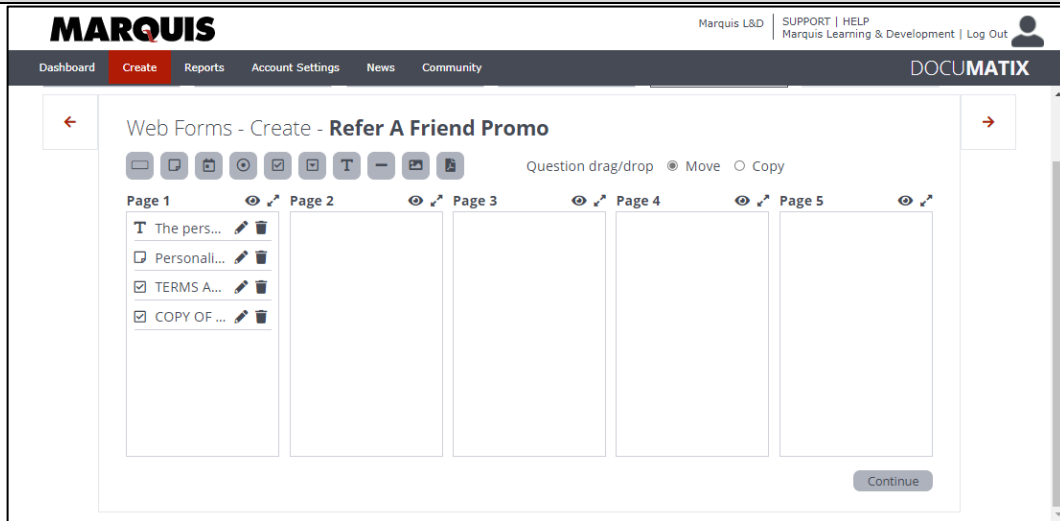 MARQUIS
Marquis L&D
SUPPORT | HELP
Marquis Learning & Development | Log Out
Dashboard Create Reports Account Settings News Community
DOCUMATIX
Web Forms - Create - Refer A Friend Promo
T
Question drag/drop Move Copy
Page 1 Page 2 Page 3 Page 4 Page 5
T The pers...
Personali...
TERMS A...
COPY OF ...
Continue